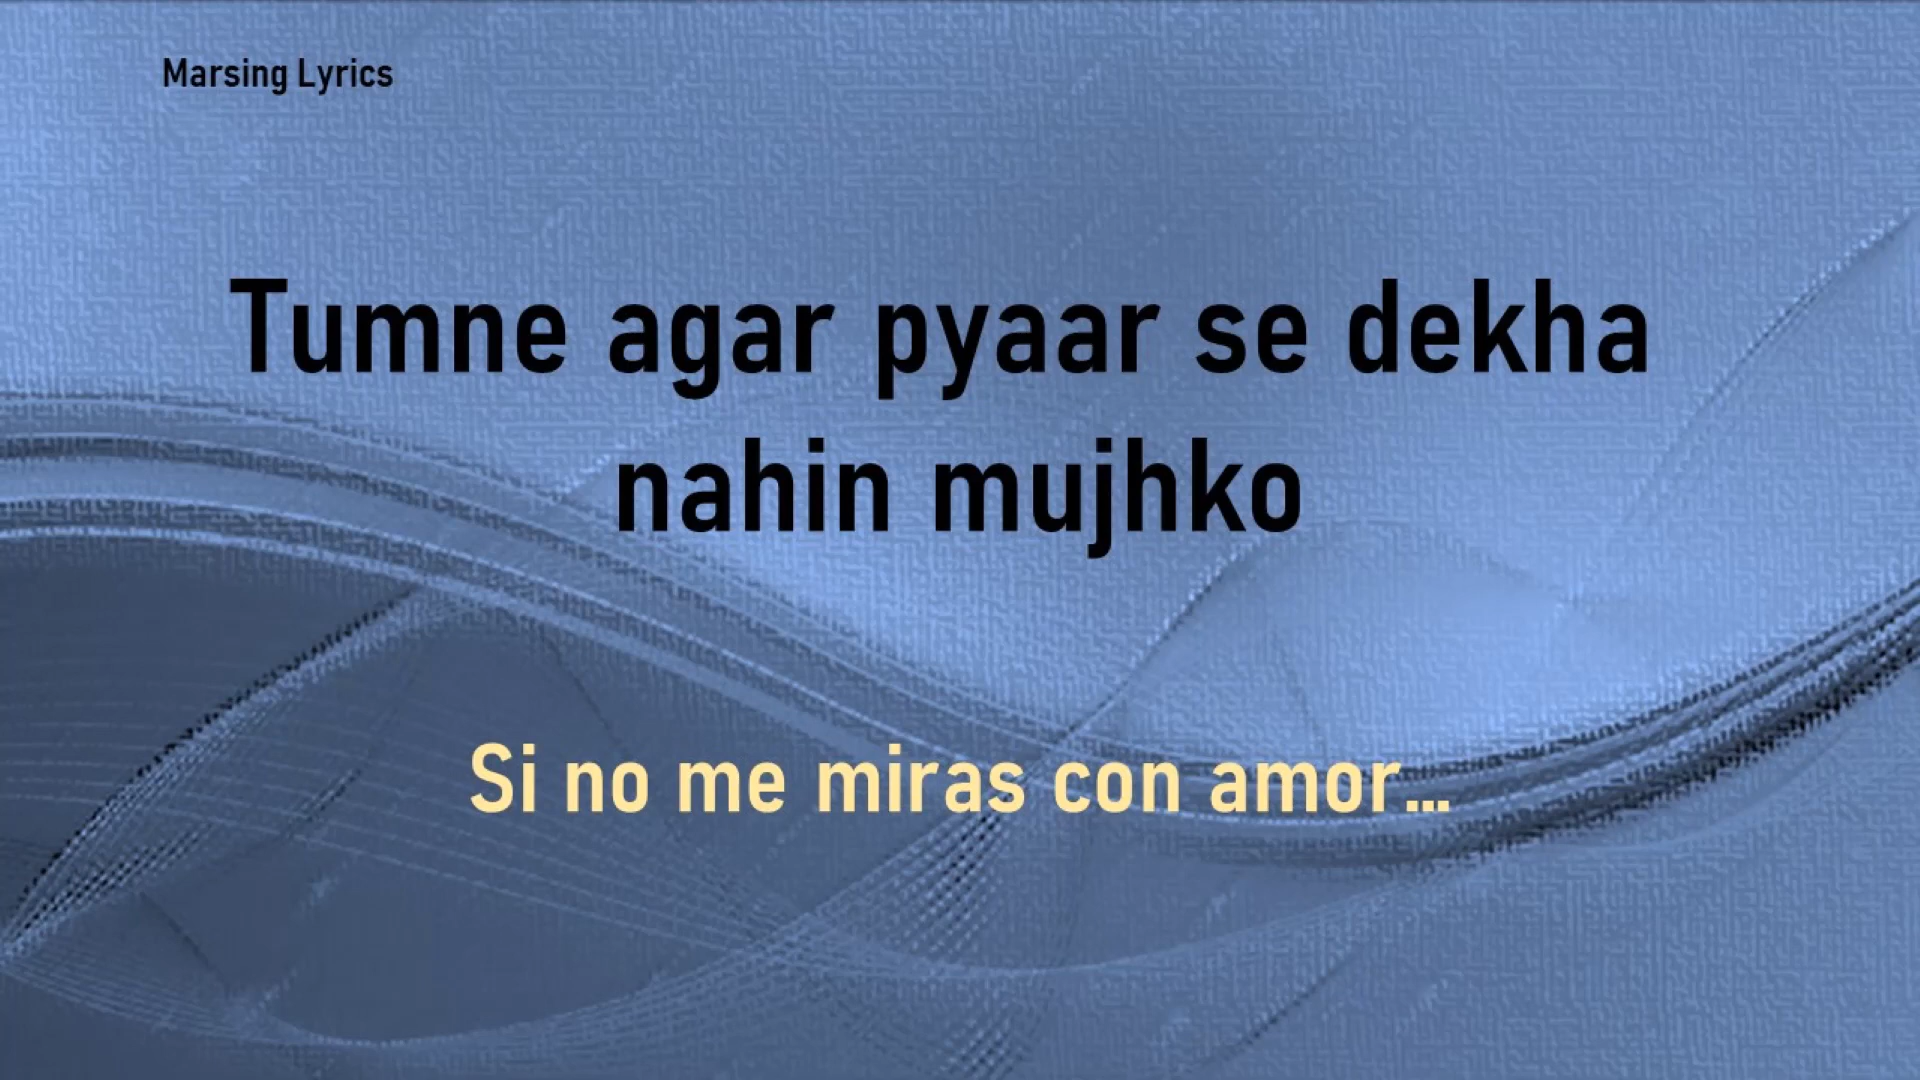 Marsing Lyrics
Tumne agar pyaar se dekha
nahin mujhko
Si no me miras con amor...